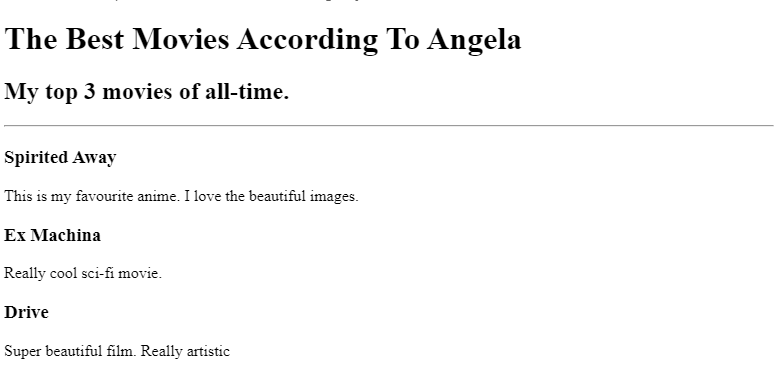 The Best Movies According To Angela
My top 3 movies of all-time.
Spirited Away
This is my favourite anime. I love the beautiful images.
Ex Machina
Really cool sci-fi movie.
Drive
Super beautiful film. Really artistic